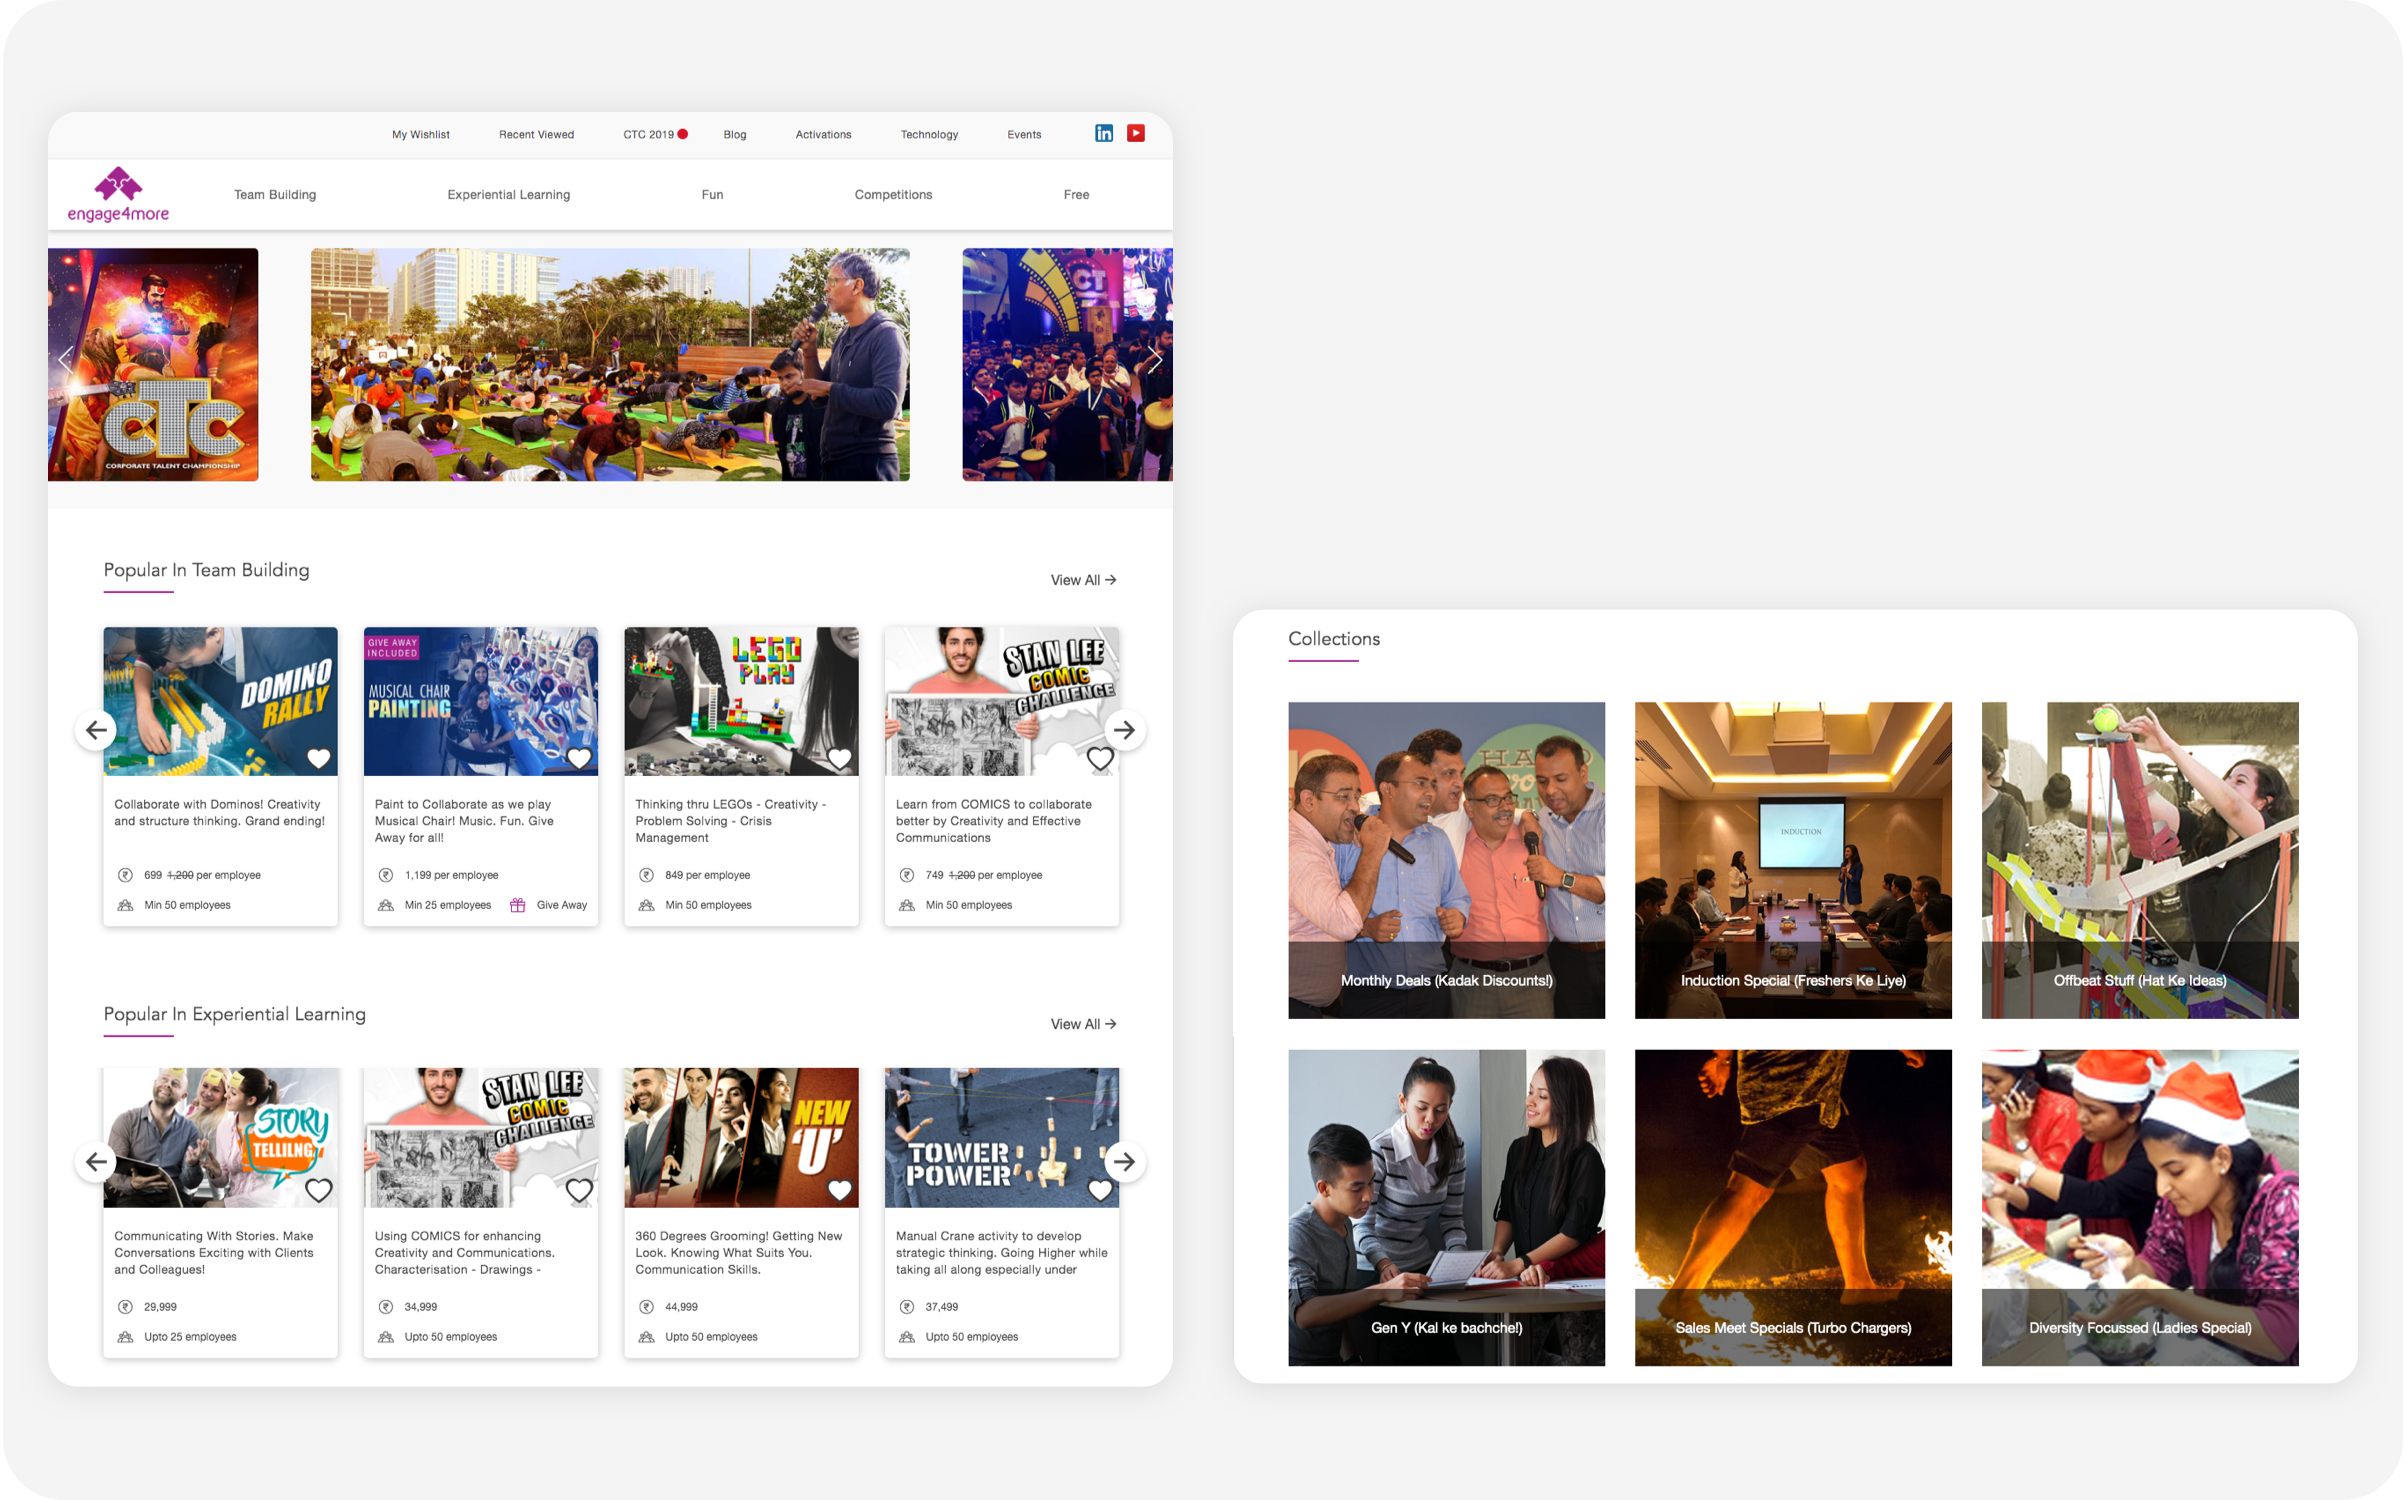 My Wishlist
Recent Viewed
CTC 2019
Blog
Activations
Technology
Events
in
engage4more
Team Building
Experiential Learning
Fun
Competitions
Free
CTC
CORPORATE TALENT CHAMPIONSHIP
CT
Popular In Team Building
View All →
DOMINO
RALLY
Collaborate with Dominos! Creativity
and structure thinking. Grand ending!
₹ 699 1,200 per employee
Min 50 employees
GIVE AWAY
INCLUDED
MUSICAL CHAIR
PAINTING
Paint to Collaborate as we play
Musical Chair! Music. Fun. Give
Away for all!
₹ 1,199 per employee
Min 25 employees
Give Away
LEGO
PLAY
Thinking thru LEGOs - Creativity -
Problem Solving - Crisis
Management
₹ 849 per employee
Min 50 employees
STAN LEE
COMIC
CHALLENGE
Learn from COMICS to collaborate
better by Creativity and Effective
Communications
₹ 749 1,200 per employee
Min 50 employees
Popular In Experiential Learning
View All →
STORY
TELLILNG
Communicating With Stories. Make
Conversations Exciting with Clients
and Colleagues!
₹ 29,999
Upto 25 employees
STAN LEE
COMIC
CHALLENGE
Using COMICS for enhancing
Creativity and Communications.
Characterisation - Drawings -
₹ 34,999
Upto 50 employees
NEW
'U'
360 Degrees Grooming! Getting New
Look. Knowing What Suits You.
Communication Skills.
₹ 44,999
Upto 50 employees
TOWER
POWER
Manual Crane activity to develop
strategic thinking. Going Higher while
taking all along especially under
₹ 37,499
Upto 50 employees
Collections
Monthly Deals (Kadak Discounts!)
INDUCTION
Induction Special (Freshers Ke Liye)
Offbeat Stuff (Hat Ke Ideas)
Gen Y (Kal ke bachche!)
Sales Meet Specials (Turbo Chargers)
Diversity Focussed (Ladies Special)